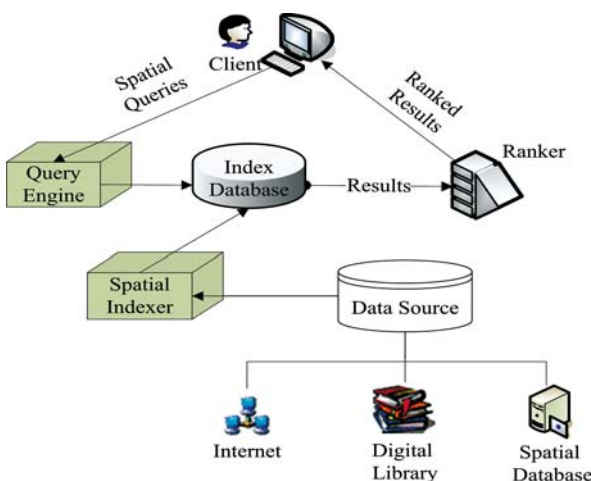 Client
Spatial
Queries
Ranked
Results
Ranker
Query
Engine
Index
Database
Results
Spatial
Indexer
Data Source
Internet
Digital
Library
Spatial
Database